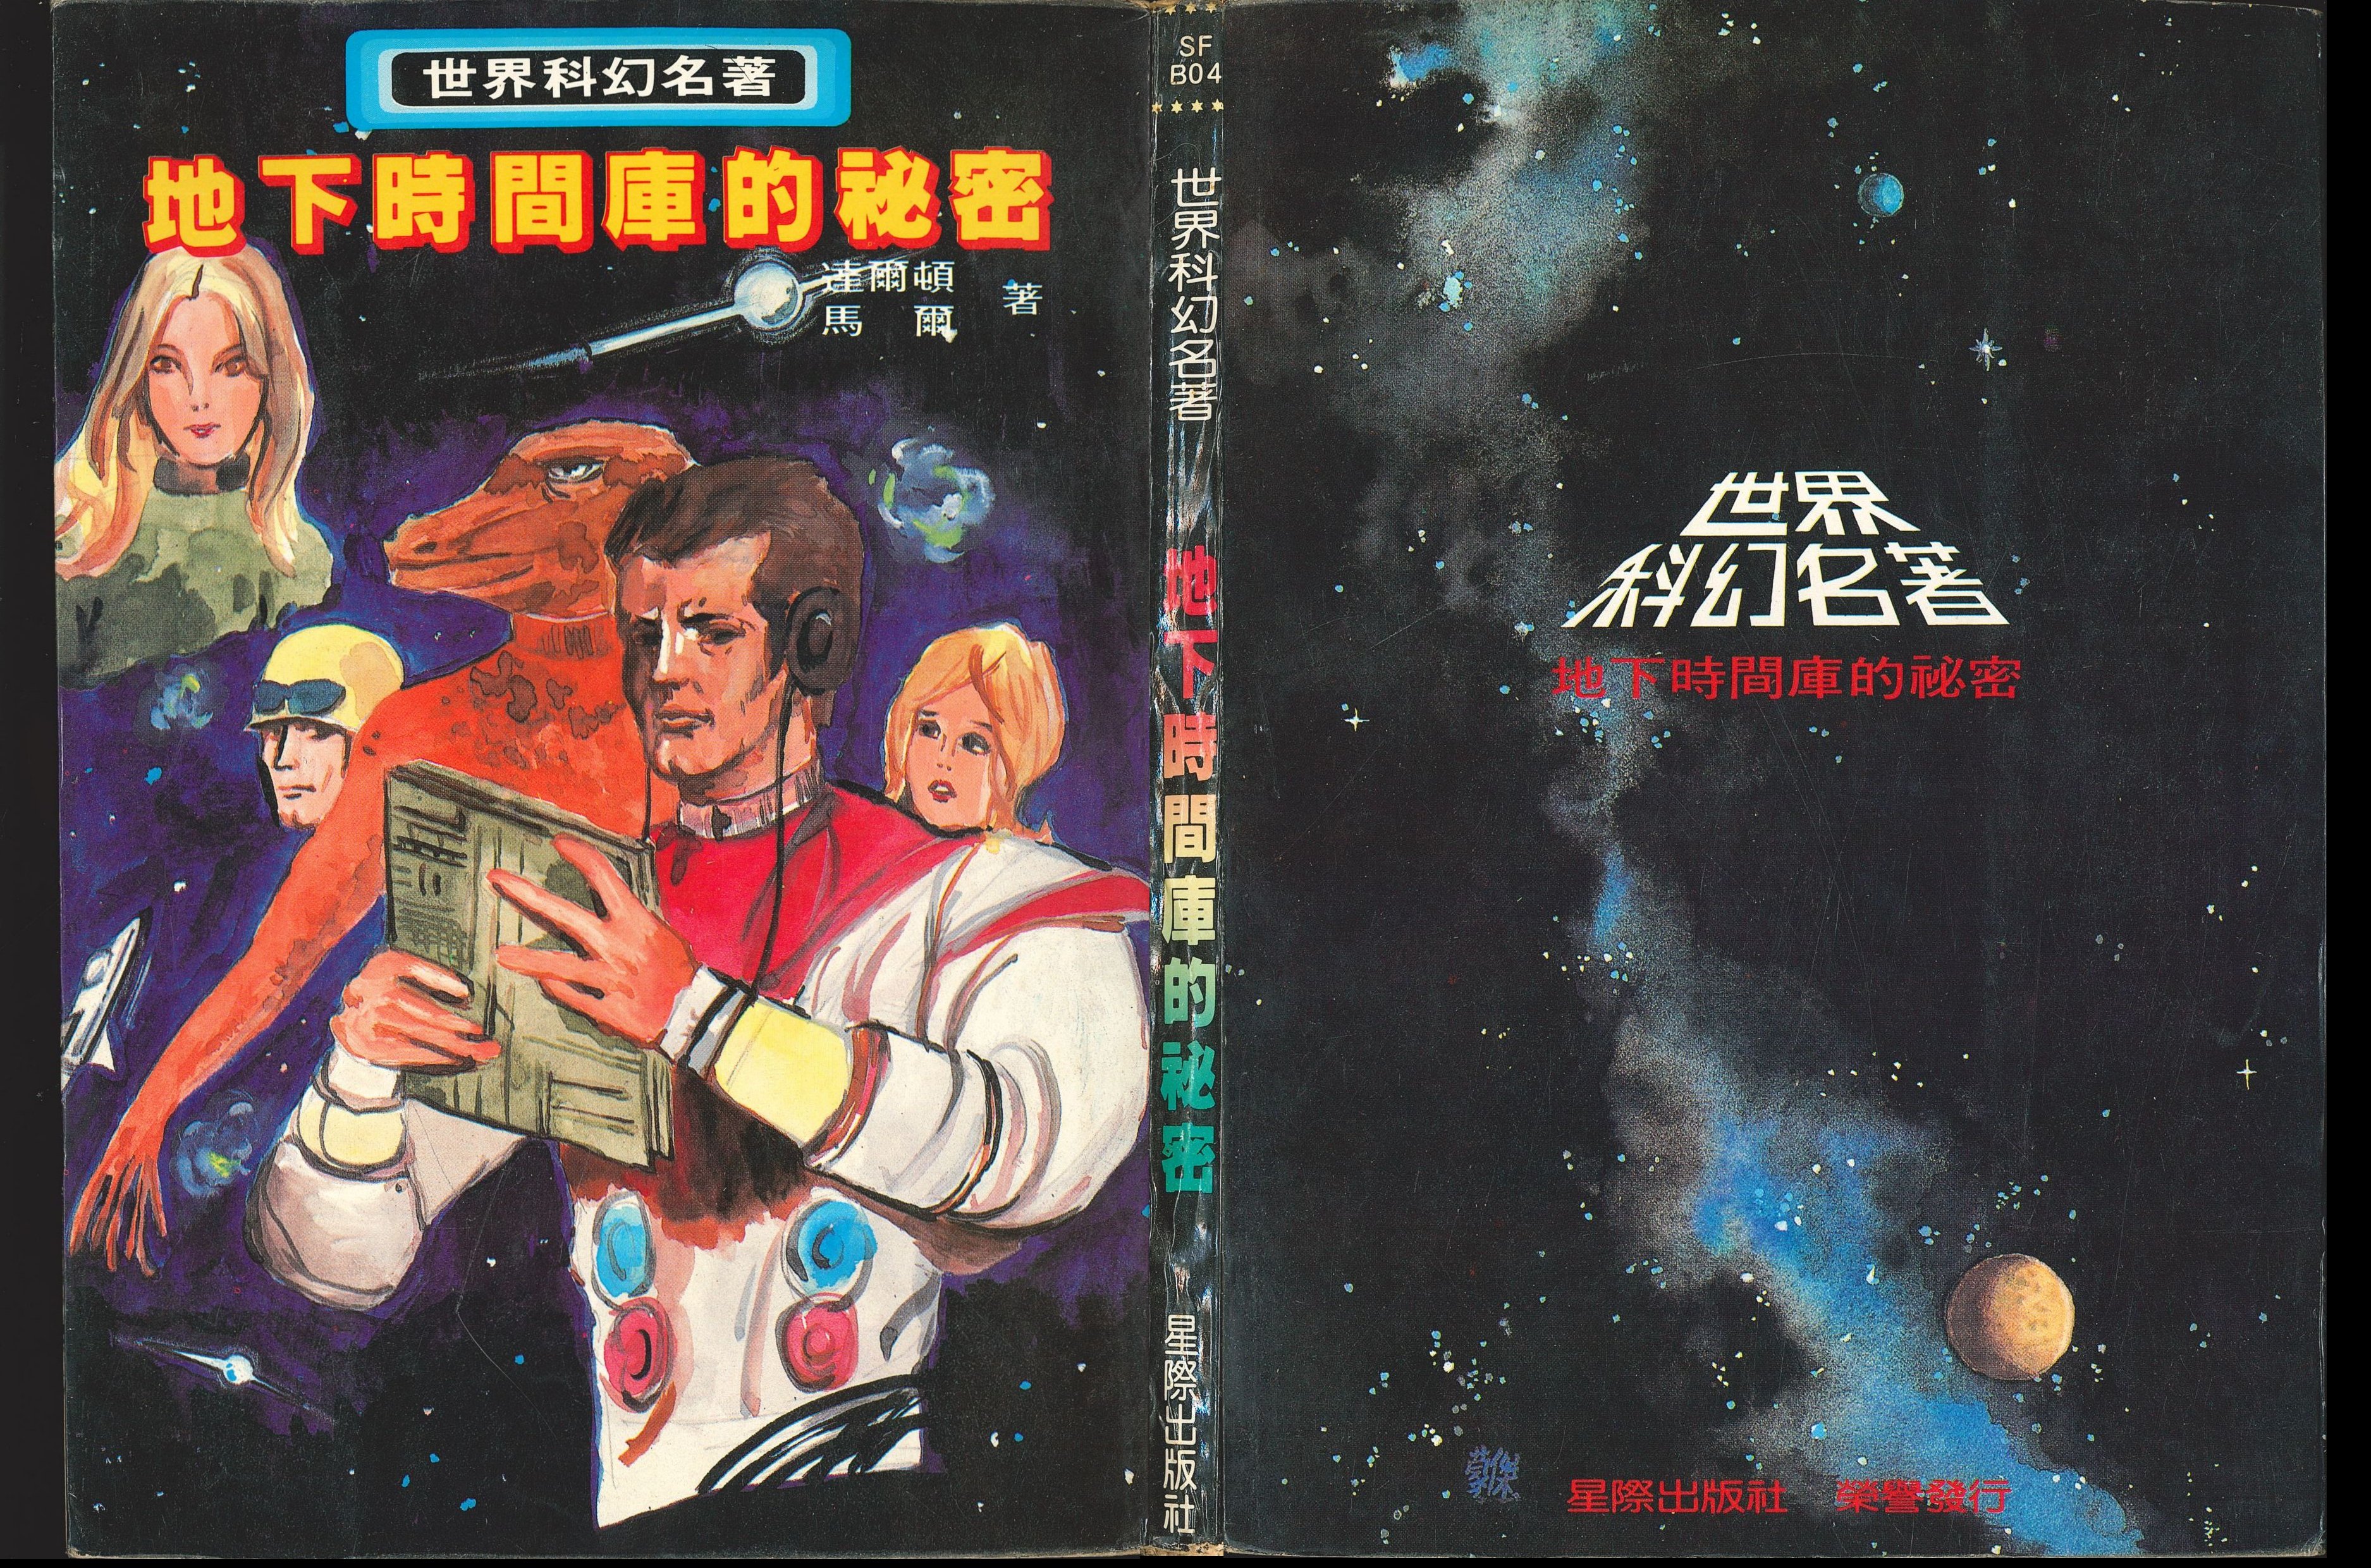 世界科幻名著
地下時間庫的祕密
達爾頓
馬 爾 著
SF
B04
世界科幻名著 地下時間庫的祕密 星際出版社
世界
科幻名著
地下時間庫的祕密
星際出版社 榮譽發行